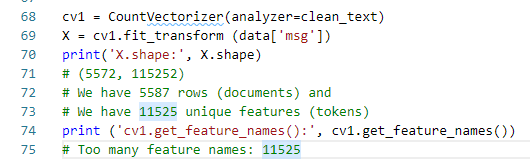 68 cv1 = CountVectorizer(analyzer=clean_text)
69 X = cv1.fit_transform (data['msg'])
70 print('X.shape:', X.shape)
71 # (5572, 115252)
72 # We have 5587 rows (documents) and
73 # We have 11525 unique features (tokens)
74 print ('cv1.get_feature_names():', cv1.get_feature_names())
75 # Too many feature names: 11525